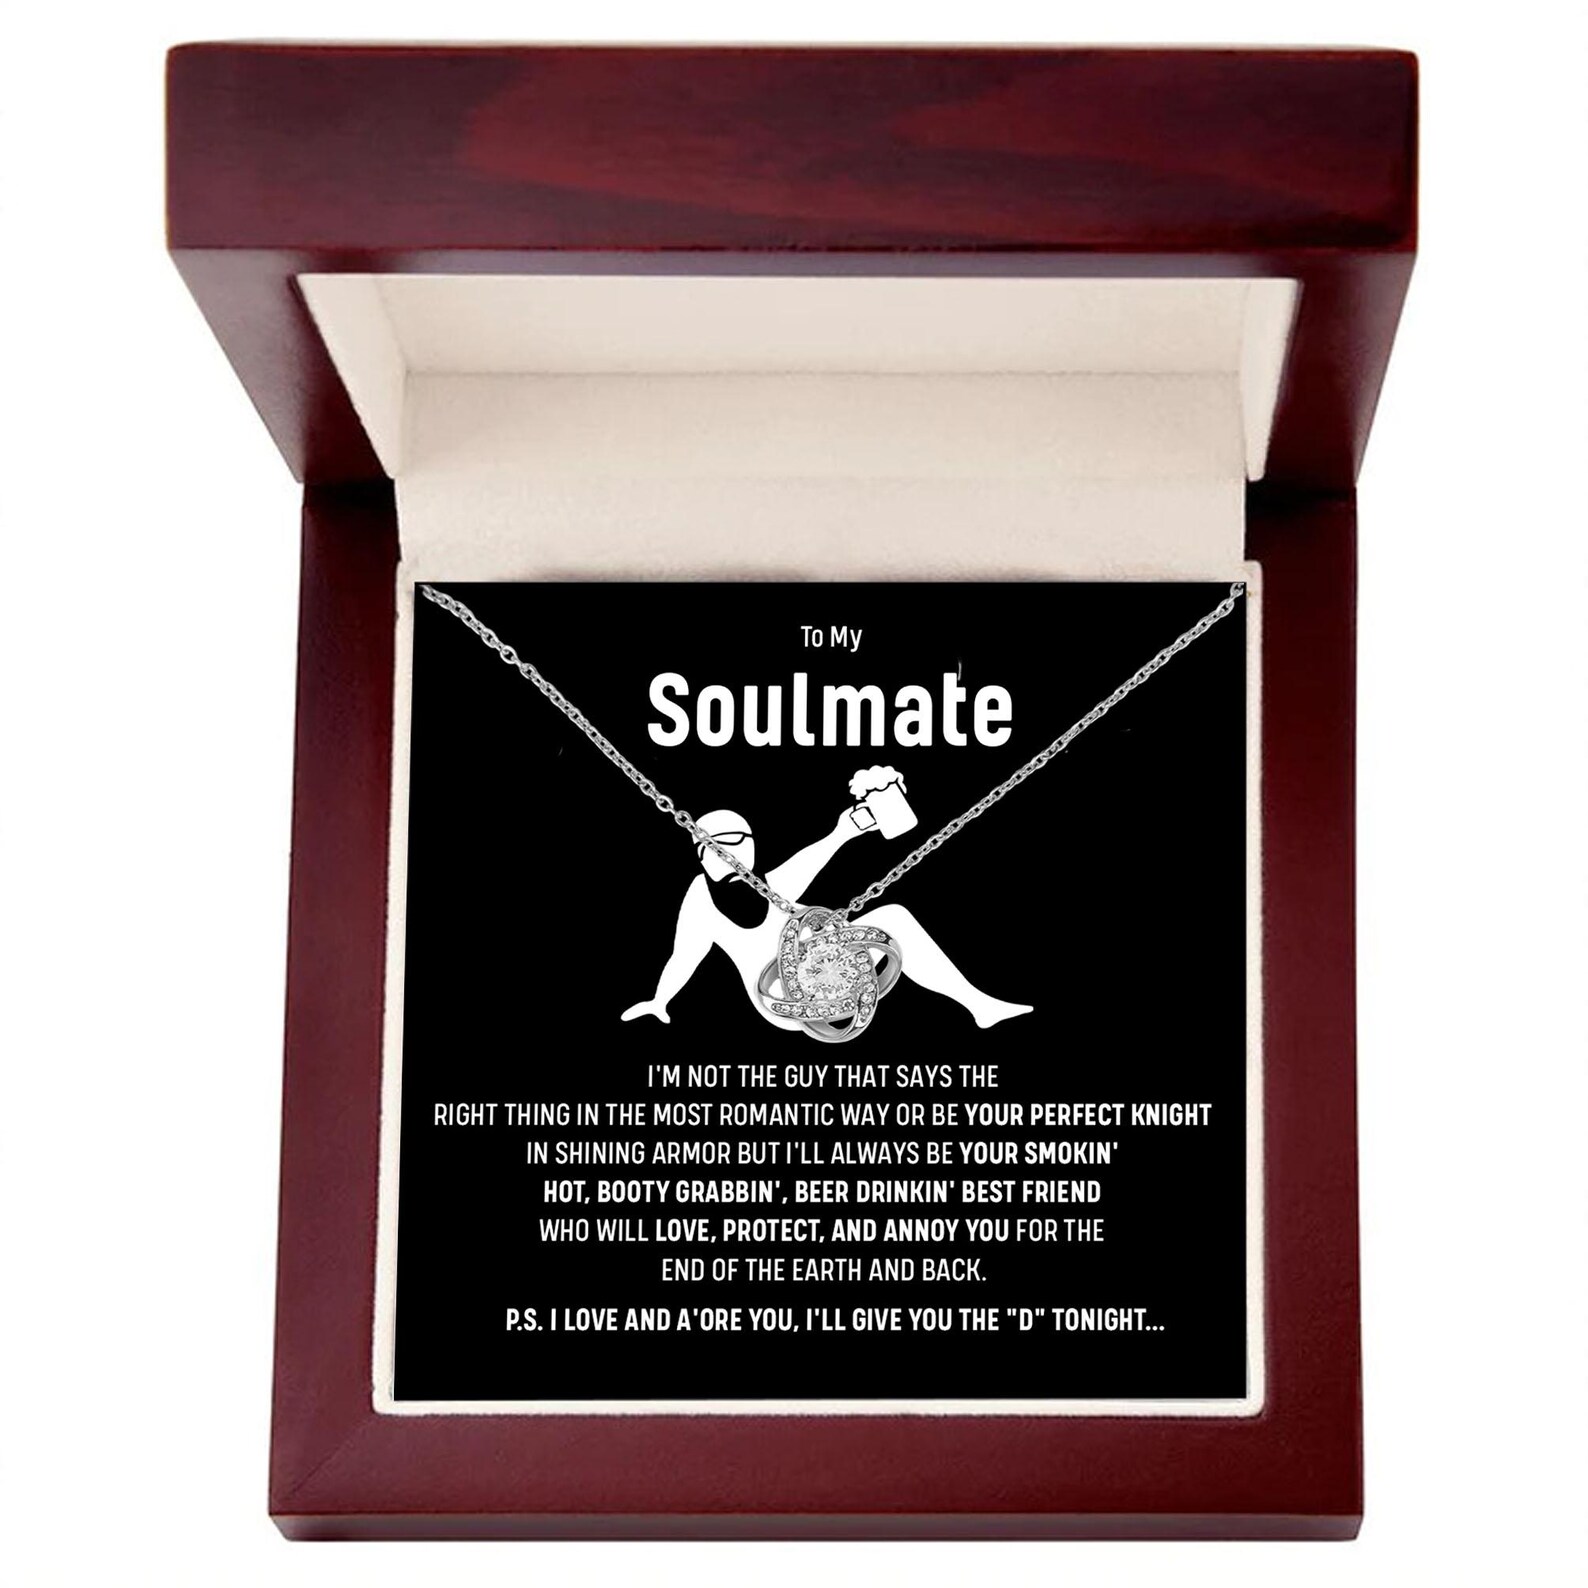 To My
Soulmate
I'M NOT THE GUY THAT SAYS THE
RIGHT THING IN THE MOST ROMANTIC WAY OR BE YOUR PERFECT KNIGHT
IN SHINING ARMOR BUT I'LL ALWAYS BE YOUR SMOKIN'
HOT, BOOTY GRABBIN', BEER DRINKIN' BEST FRIEND
WHO WILL LOVE, PROTECT, AND ANNOY YOU FOR THE
END OF THE EARTH AND BACK.
P.S. I LOVE AND A'ORE YOU, I'LL GIVE YOU THE "D" TONIGHT...